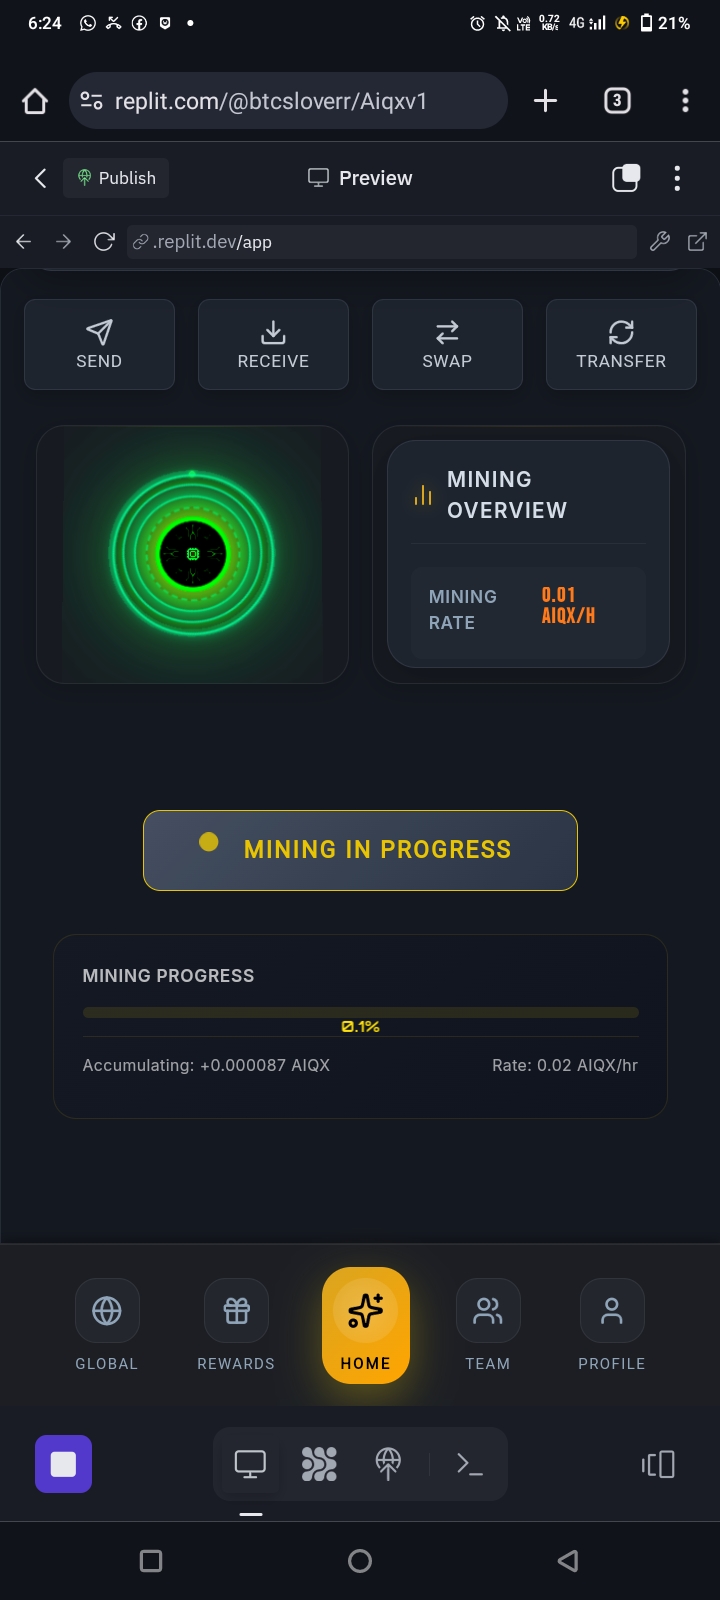 6:24
Vol) LTE 0.72 KB/s 4G 21%
replit.com/@btcsloverr/Aiqxv1
3
Publish
Preview
.replit.dev/app
SEND
RECEIVE
SWAP
TRANSFER
MINING
OVERVIEW
MINING
RATE
0.01
AIQX/H
MINING IN PROGRESS
MINING PROGRESS
0.1%
Accumulating: +0.000087 AIQX
Rate: 0.02 AIQX/hr
GLOBAL
REWARDS
HOME
TEAM
PROFILE